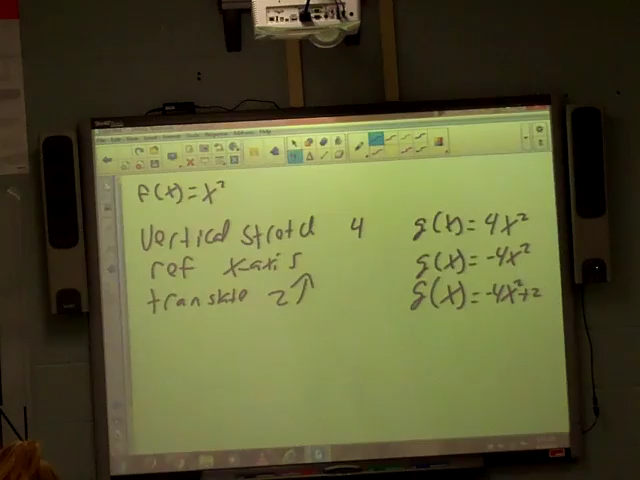 f(x)=x²
Vertical stretch 4 g(x)=4x²
ref x-axis g(x)=-4x²
translate 2↑ g(x)=-4x²+2